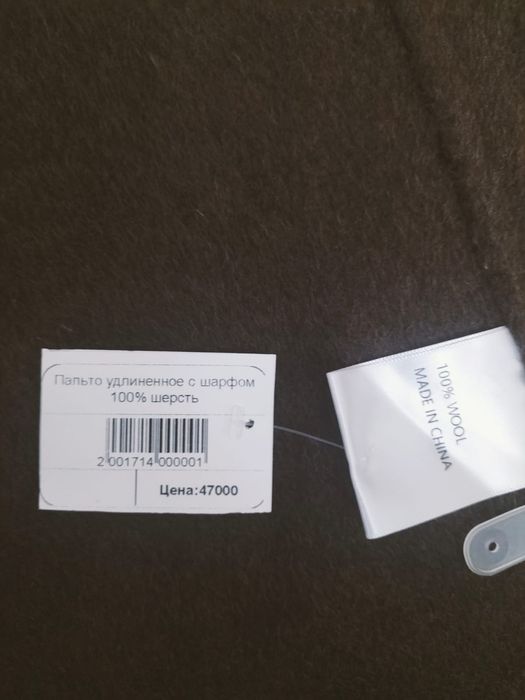 Пальто удлиненное с шарфом
100% шерсть
2 001714 000001
Цена:47000
100% WOOL
MADE IN CHINA